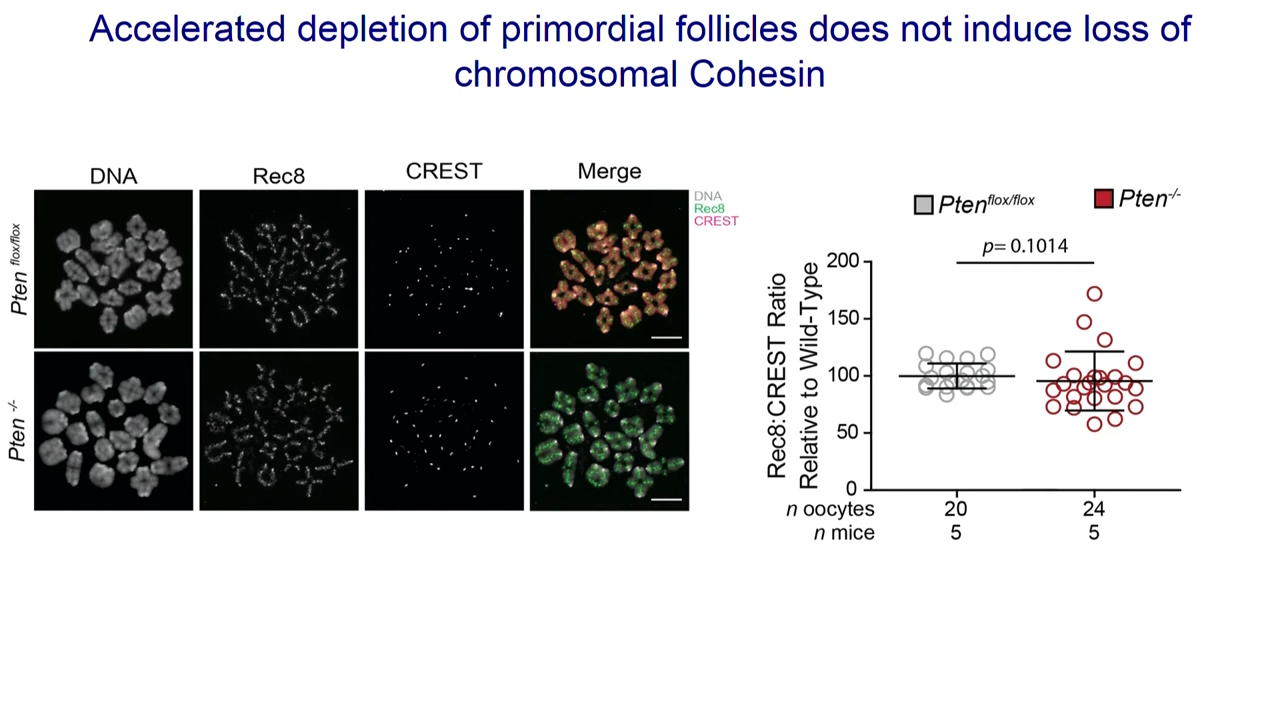 Accelerated depletion of primordial follicles does not induce loss of
chromosomal Cohesin
DNA
Rec8
CREST
Merge
DNA
Rec8
CREST
Pten flox/flox
Pten -/-
Pten flox/flox
Pten -/-
p= 0.1014
Rec8:CREST Ratio
Relative to Wild-Type
200
150
100
50
0
n oocytes 20 24
n mice 5 5